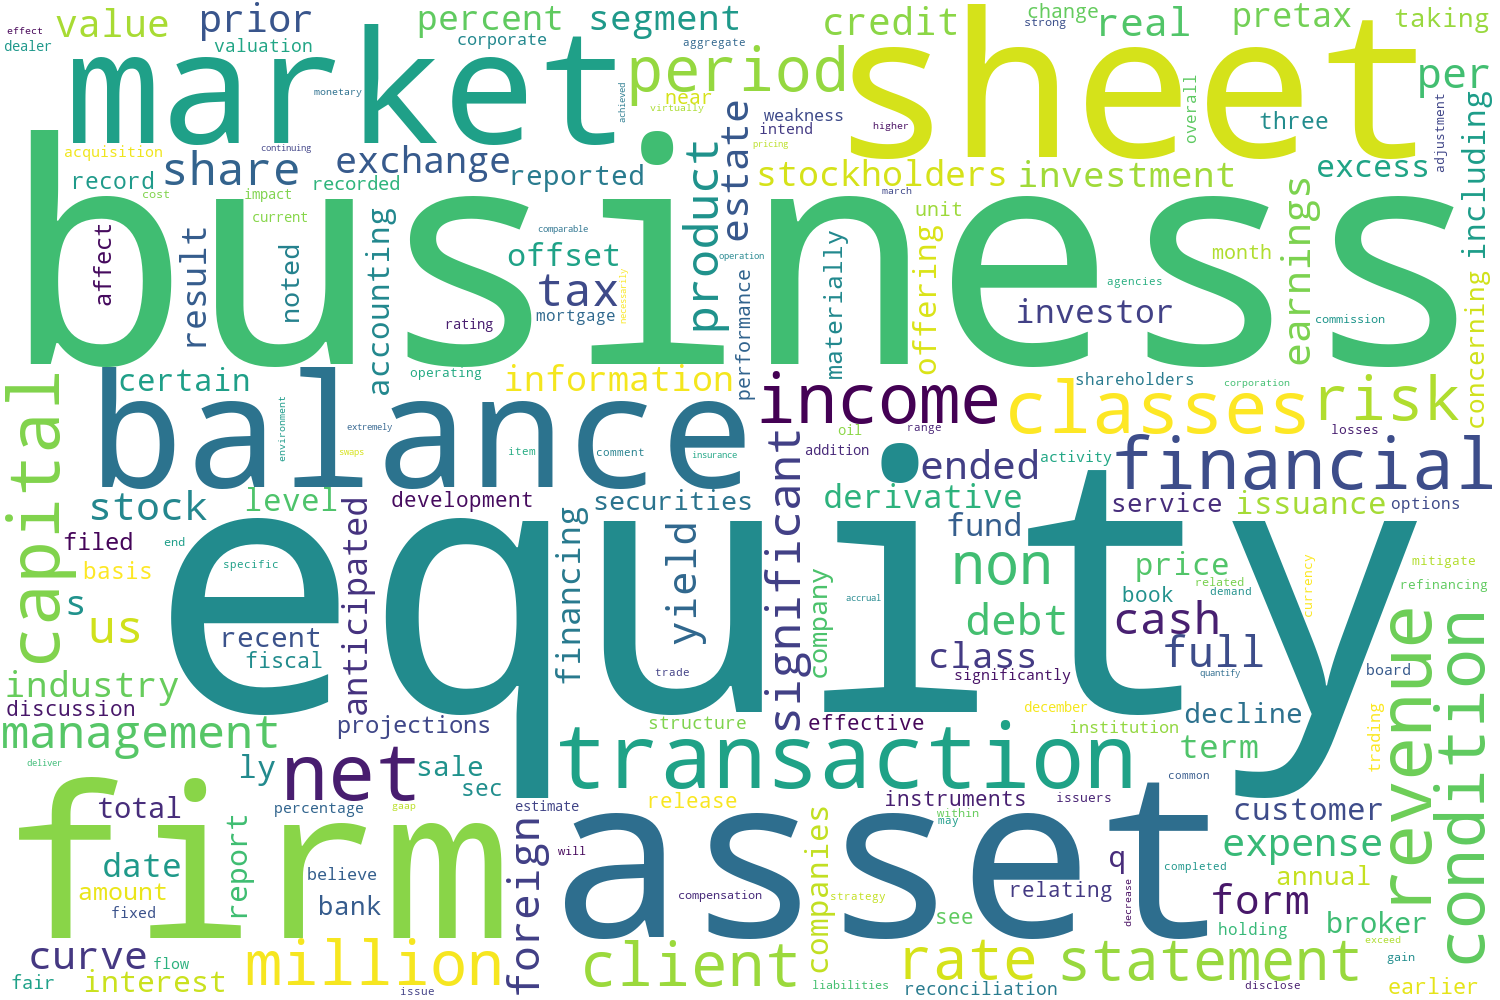 effect
dealer
value
prior
valuation
percent
corporate
segment
aggregate
credit
change
strong
real
pretax
taking
market
monetary
achieved
period
near
virtually
sheet
per
overall
three
adjustment
including
acquisition
continuing
record
cost
share
impact
current
exchange
recorded
reported
product
estate
weakness
intend
pricing
higher
stockholders
march
investment
excess
business
affect
result
noted
accounting
offset
comparable
tax
mortgage
necessarily
rating
operation
performance
materially
offering
unit
investor
agencies
month
earnings
commission
concerning
capital
certain
operating
information
income
classes
shareholders
corporation
risk
losses
balance
environment
extremely
swaps
item
comment
insurance
significant
addition
oil
range
ended
activity
financial
stock
level
anticipated
development
securities
derivative
service
issuance
options
filed
end
basis
specific
s
us
equity
financing
yield
accrual
company
fund
non
debt
price
related
book
demand
cash
currency
mitigate
refinancing
recent
fiscal
trade
class
significantly
full
quantify
board
revenue
condition
industry
discussion
management
deliver
projections
structure
effective
december
institution
decline
term
trading
ly
net
sale
sec
transaction
common
firm
total
percentage
gaap
estimate
release
instruments
issuers
within
may
customer
expense
date
report
amount
fixed
believe
bank
foreign
will
asset
compensation
companies
strategy
see
relating
q
decrease
completed
annual
form
holding
broker
exceed
gain
curve
flow
fair
interest
million
issue
client
liabilities
rate
reconciliation
statement
disclose
earlier